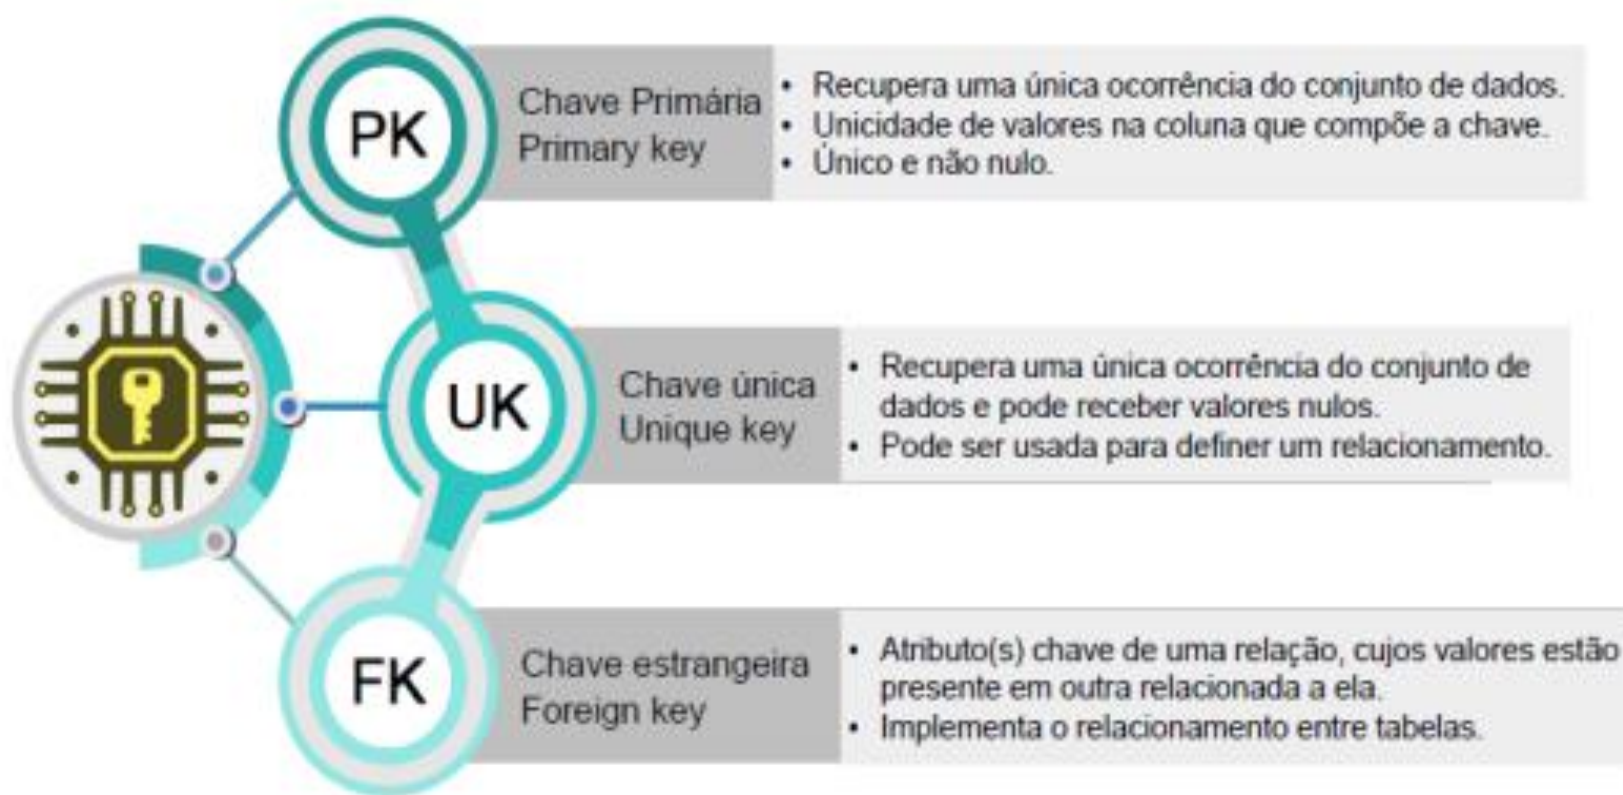 PK
Chave Primária
Primary key
• Recupera uma única ocorrência do conjunto de dados.
• Unicidade de valores na coluna que compõe a chave.
• Único e não nulo.
UK
Chave única
Unique key
• Recupera uma única ocorrência do conjunto de
dados e pode receber valores nulos.
• Pode ser usada para definer um relacionamento.
FK
Chave estrangeira
Foreign key
• Atributo(s) chave de uma relação, cujos valores estão
presente em outra relacionada a ela.
• Implementa o relacionamento entre tabelas.